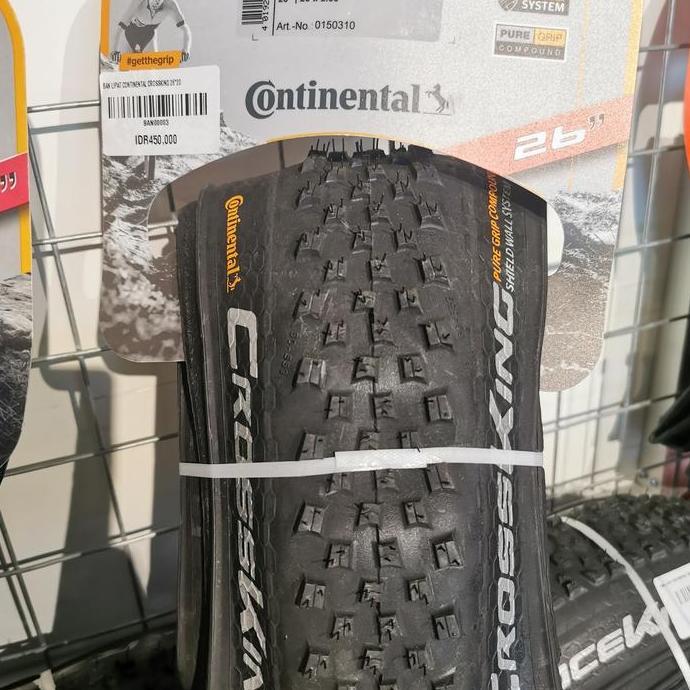 Art.-No. 0150310
SYSTEM
PURE GRIP
COMPOUND
#getthegrip
BAN LIPAT CONTINENTAL CROSSKING 26*20
BAN00003
IDR450.000
Continental
26"
Continental
PURE GRIP COMPOUND
SHIELD WALL SYSTEM
CROSSKING
CROSSKING